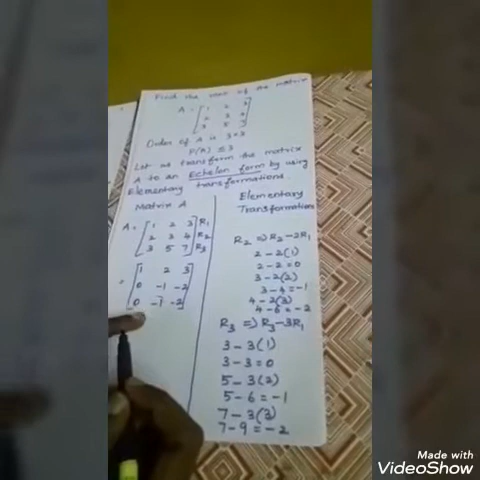 Find the rank of the matrix
A = [1 2 3
2 3 4
3 5 7]
Order of A is 3×3
P(A) ≤ 3
Let us transform the matrix
A to an Echelon form by using
Elementary transformations.
Matrix A
A = [1 2 3] R1
[2 3 4] R2
[3 5 7] R3
= [1 2 3
0 -1 -2
0 -1 -2]
Elementary
Transformation
R2 => R2-2R1
2-2(1)
2-2=0
3-2(2)
3-4=-1
4-2(3)
4-6=-2
R3 => R3-3R1
3-3(1)
3-3=0
5-3(2)
5-6=-1
7-3(3)
7-9=-2
Made with
VideoShow